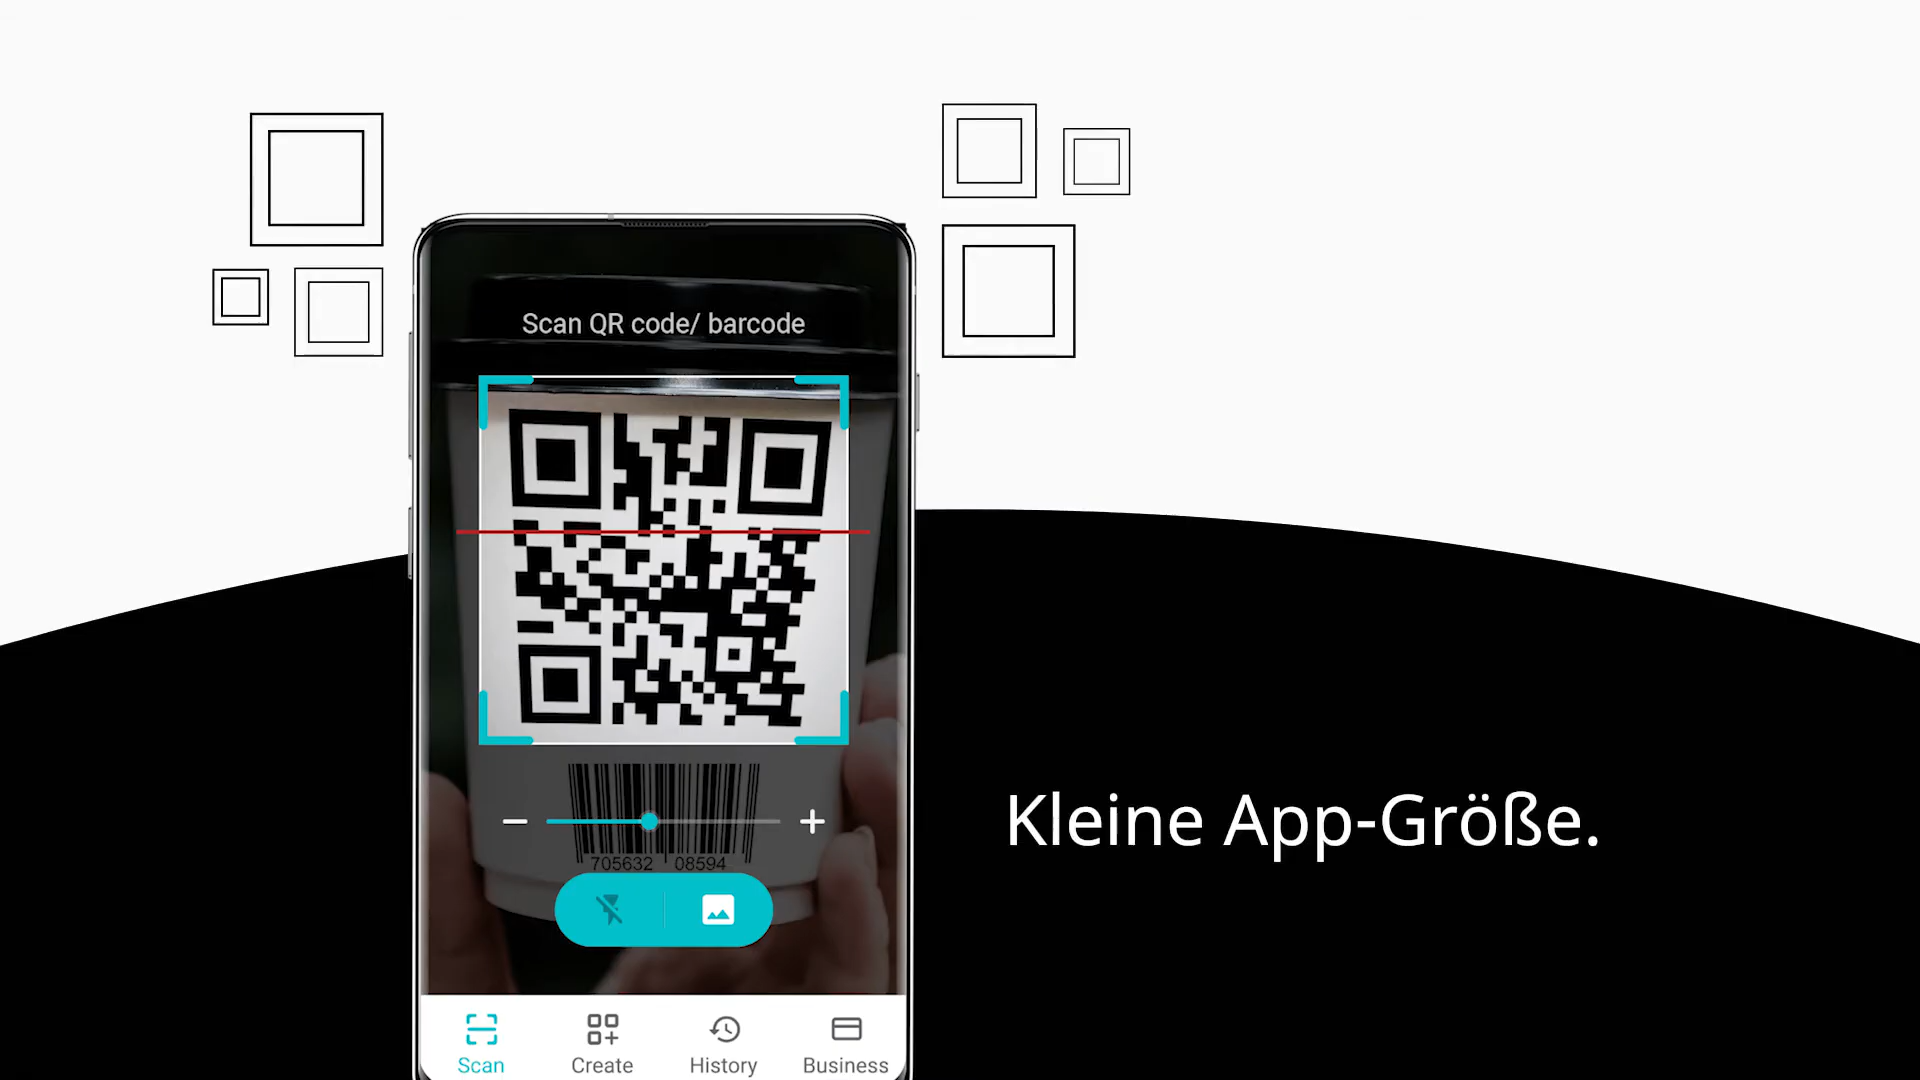 Scan QR code/ barcode
705632 08594
Kleine App-Größe.
Scan Create History Business